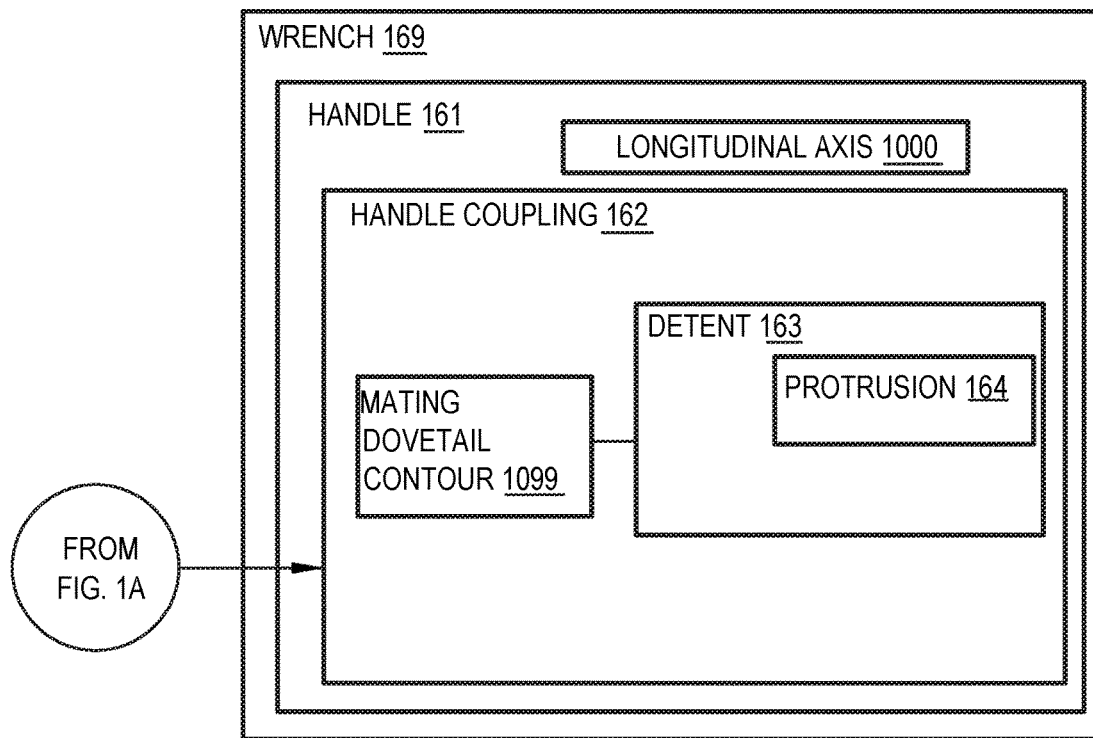 WRENCH 169
HANDLE 161
LONGITUDINAL AXIS 1000
HANDLE COUPLING 162
DETENT 163
PROTRUSION 164
MATING
DOVETAIL
CONTOUR 1099
FROM
FIG. 1A